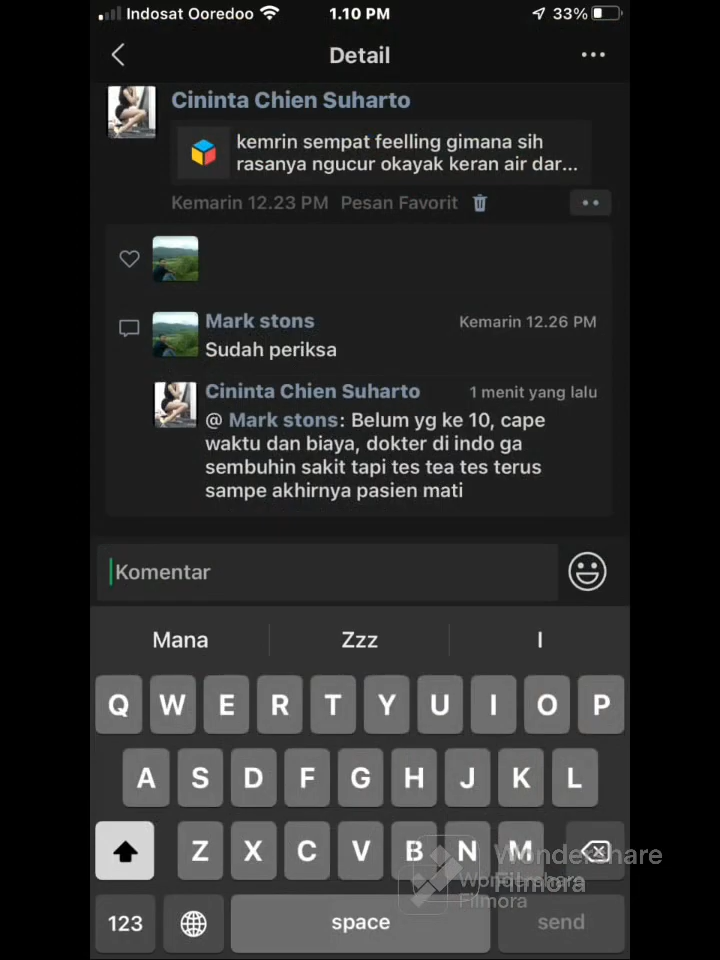 Indosat Ooredoo 1.10 PM 33%
Detail
Cininta Chien Suharto
kemrin sempat feelling gimana sih
rasanya ngucur okayak keran air dar...
Kemarin 12.23 PM Pesan Favorit
Mark stons Kemarin 12.26 PM
Sudah periksa
Cininta Chien Suharto 1 menit yang lalu
@ Mark stons: Belum yg ke 10, cape
waktu dan biaya, dokter di indo ga
sembuhin sakit tapi tes tea tes terus
sampe akhirnya pasien mati
Komentar
Mana Zzz I
Q W E R T Y U I O P
A S D F G H J K L
Z X C V B N M
Wondershare
Filmora
Wondershare
Filmora
123 space send